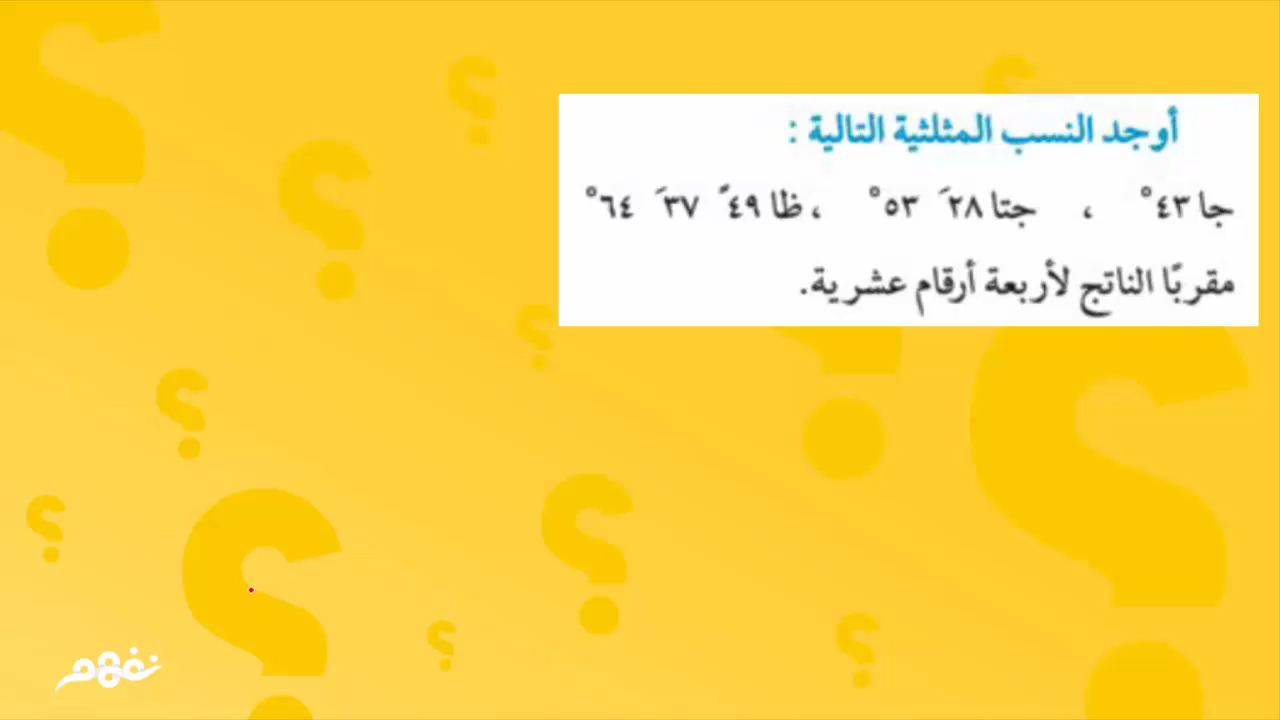 أوجد النسب المثلثية التالية :
جا ٤٣° ، جتا ٢٨َ ٥٣° ، ظا ٤٩ً ٣٧َ ٦٤°
مقربًا الناتج لأربعة أرقام عشرية.
نفهم